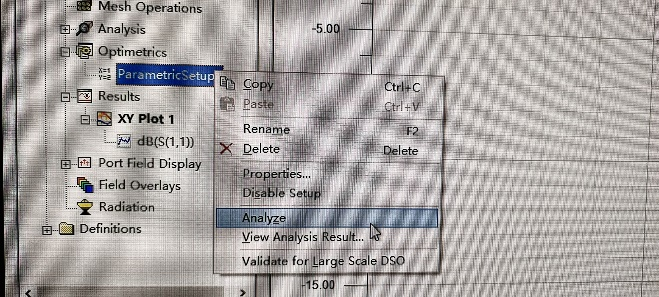 Mesh Operations
Analysis
Optimetrics
X=1
Y=2
ParametricSetup
Results
XY Plot 1
dB(S(1,1))
Port Field Display
Field Overlays
Radiation
Definitions
Copy Ctrl+C
Paste Ctrl+V
Rename F2
Delete Delete
Properties...
Disable Setup
Analyze
View Analysis Result...
Validate for Large Scale DSO
-5.00
-15.00